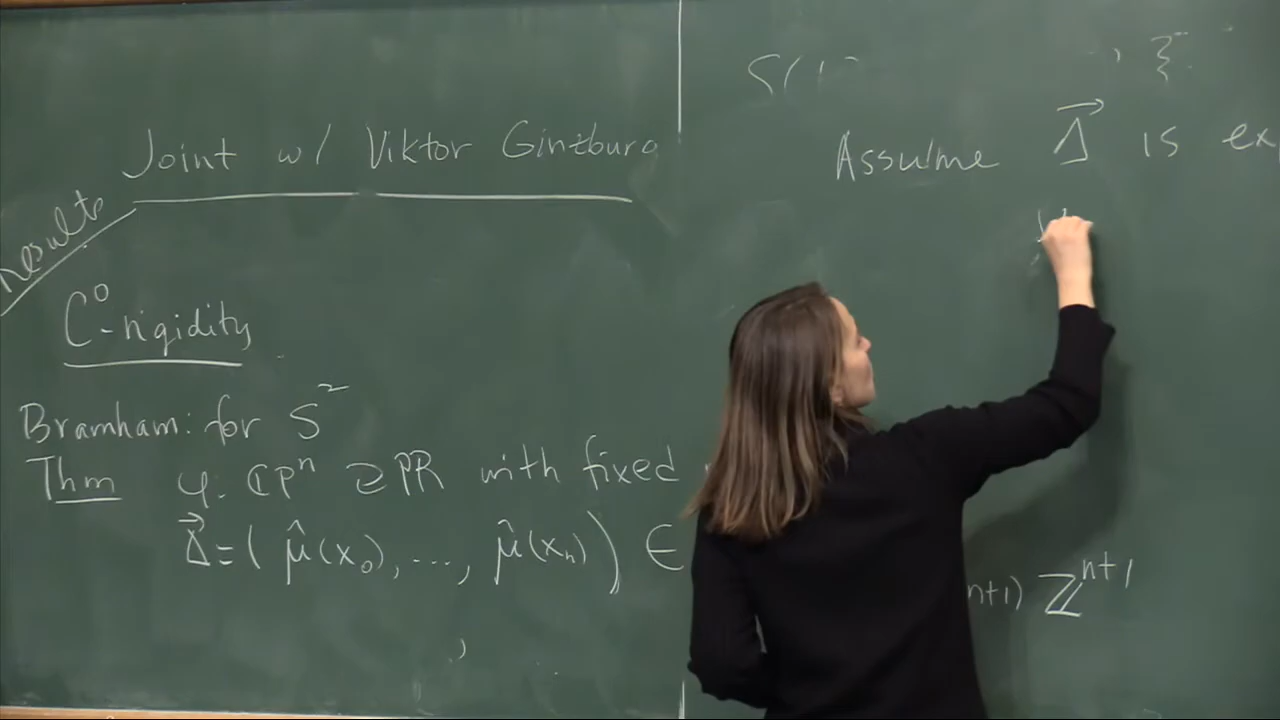 Joint w/ Viktor Ginzburg
Results
C⁰-rigidity
Bramham: for S²
Thm φ: ℂPⁿ ⊋ PR with fixed
Δ⃗ = ( μ̂(x₀), ..., μ̂(xₙ) ) ∈
Assume Δ⃗ is ex
n+1) ℤⁿ⁺¹